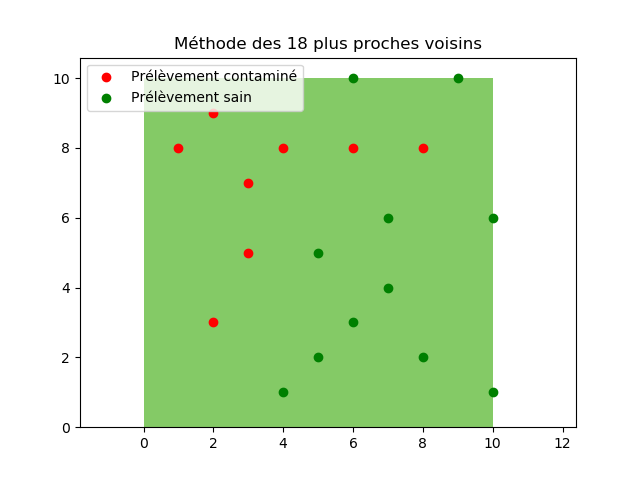 Méthode des 18 plus proches voisins
Prélèvement contaminé
Prélèvement sain
10
8
6
4
2
0
0 2 4 6 8 10 12